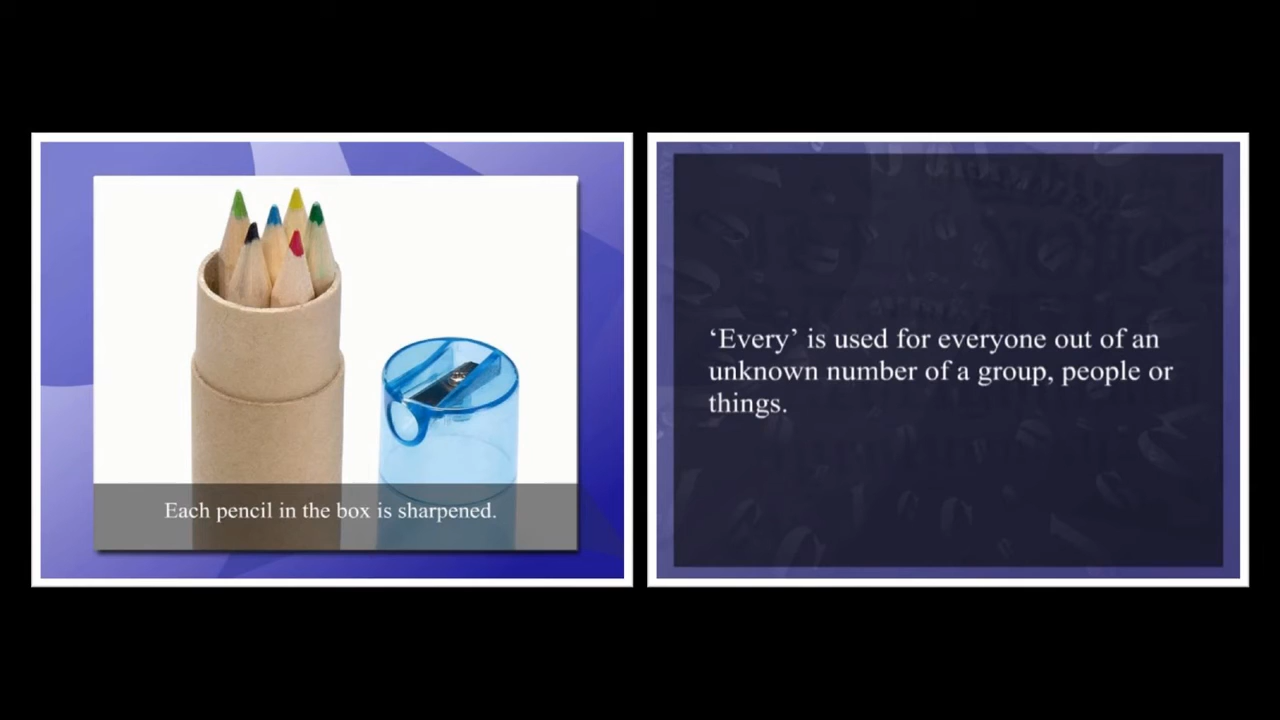 Each pencil in the box is sharpened.
‘Every’ is used for everyone out of an
unknown number of a group, people or
things.